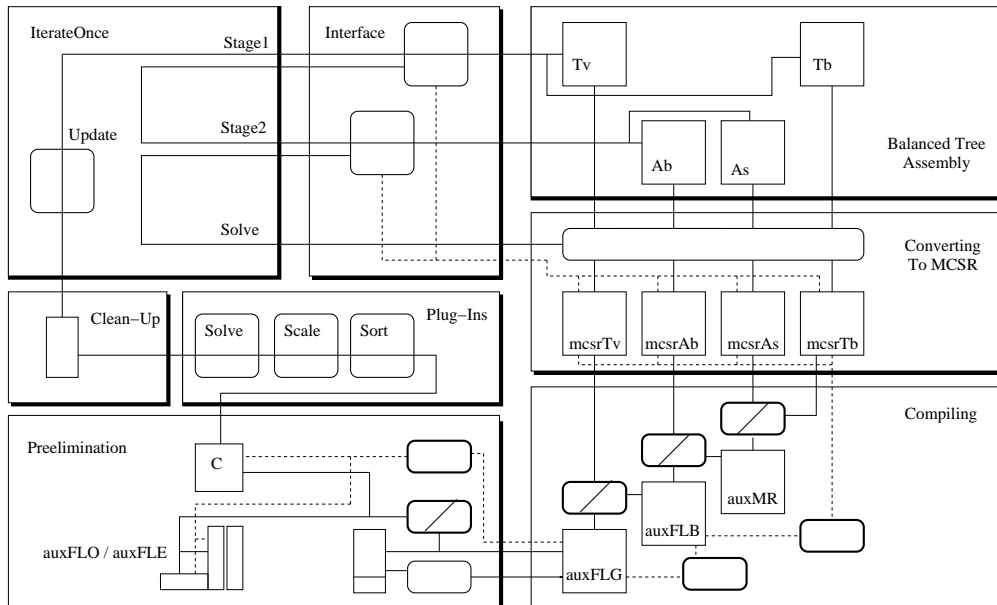 IterateOnce
Stage1
Interface
Tv
Tb
Update
Stage2
Ab
As
Balanced Tree
Assembly
Solve
Converting
To MCSR
Clean−Up
Plug−Ins
Solve
Scale
Sort
mcsrTv
mcsrAb
mcsrAs
mcsrTb
Compiling
Preelimination
C
auxMR
auxFLB
auxFLO / auxFLE
auxFLG